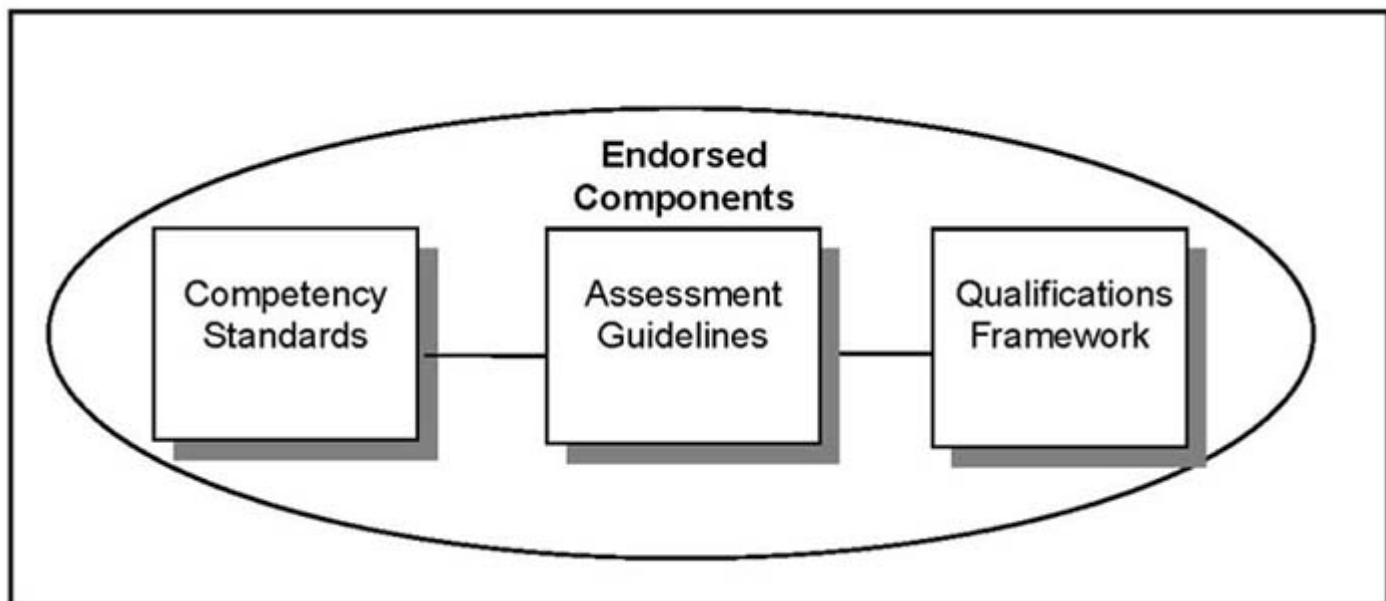 Endorsed
Components
Competency
Standards
Assessment
Guidelines
Qualifications
Framework